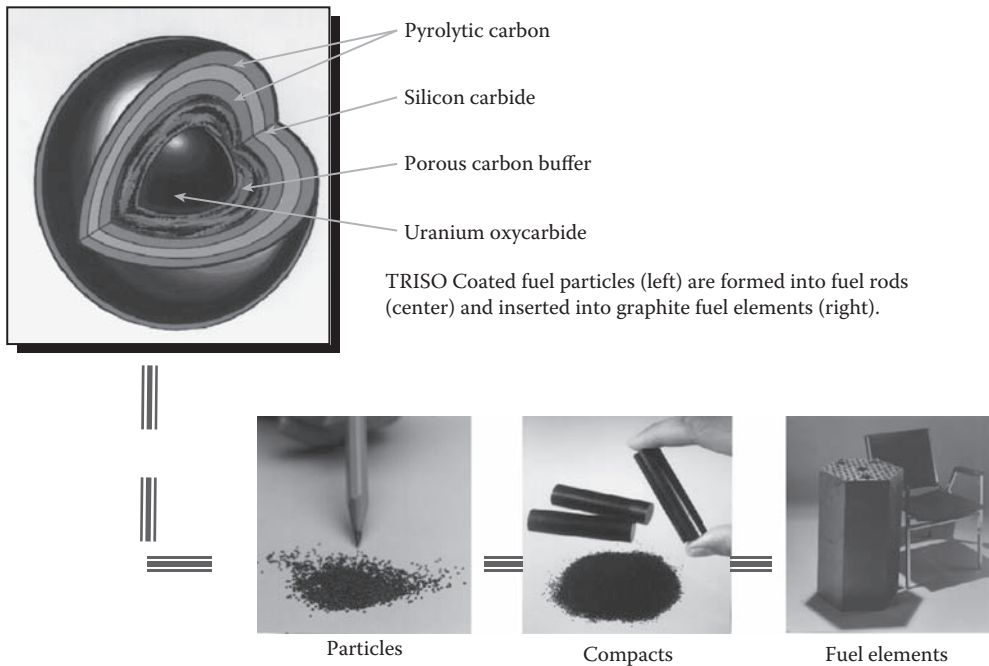 Pyrolytic carbon
Silicon carbide
Porous carbon buffer
Uranium oxycarbide
TRISO Coated fuel particles (left) are formed into fuel rods
(center) and inserted into graphite fuel elements (right).
Particles
Compacts
Fuel elements